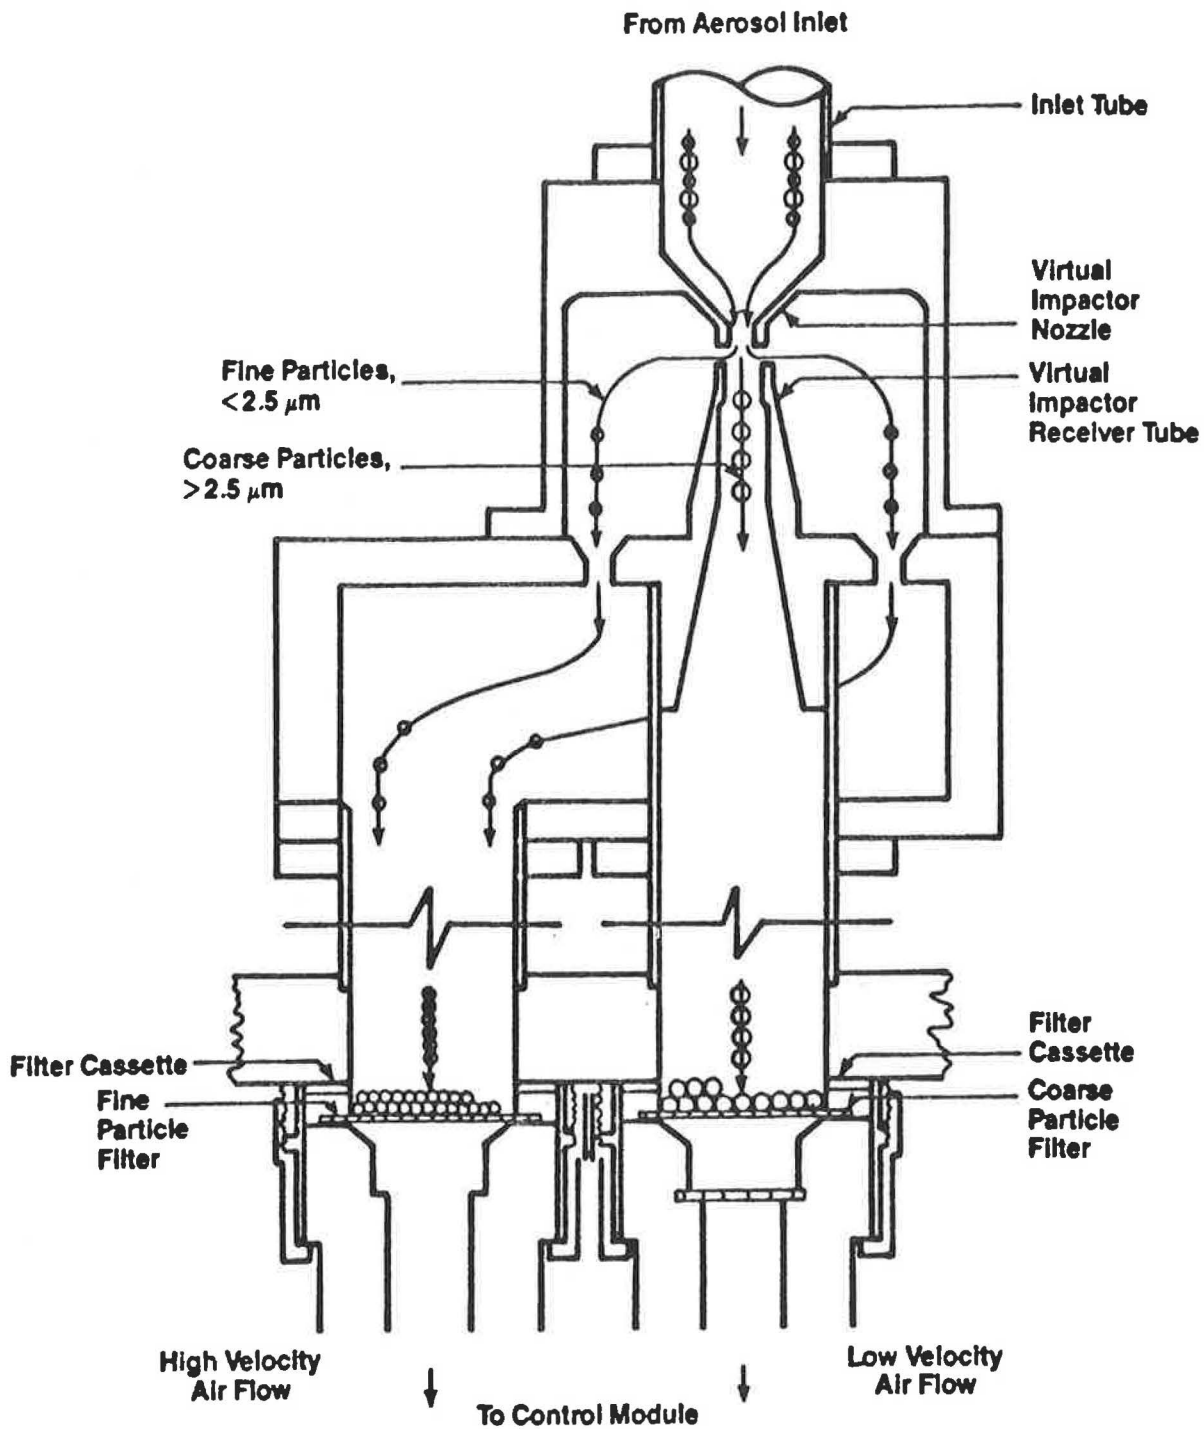 From Aerosol Inlet
Inlet Tube
Virtual
Impactor
Nozzle
Fine Particles,
<2.5 μm
Virtual
Impactor
Receiver Tube
Coarse Particles,
>2.5 μm
Filter Cassette
Fine
Particle
Filter
Filter
Cassette
Coarse
Particle
Filter
High Velocity
Air Flow
Low Velocity
Air Flow
To Control Module